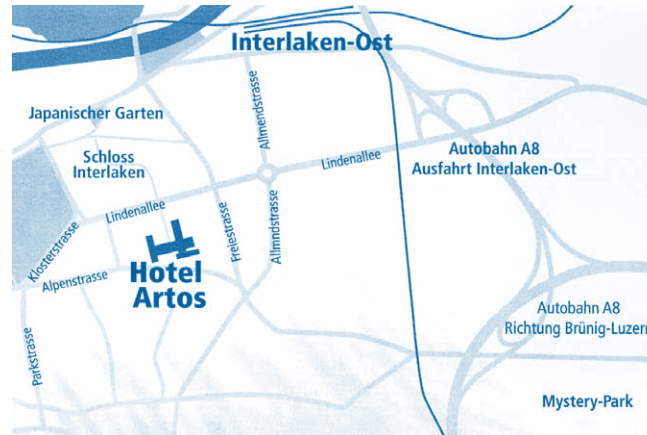 Interlaken-Ost
Japanischer Garten
Allmendstrasse
Schloss
Interlaken
Lindenallee
Autobahn A8
Ausfahrt Interlaken-Ost
Lindenallee
Klosterstrasse
Freiestrasse
Allmndstrasse
Alpenstrasse
Hotel
Artos
Parkstrasse
Autobahn A8
Richtung Brünig-Luzern
Mystery-Park